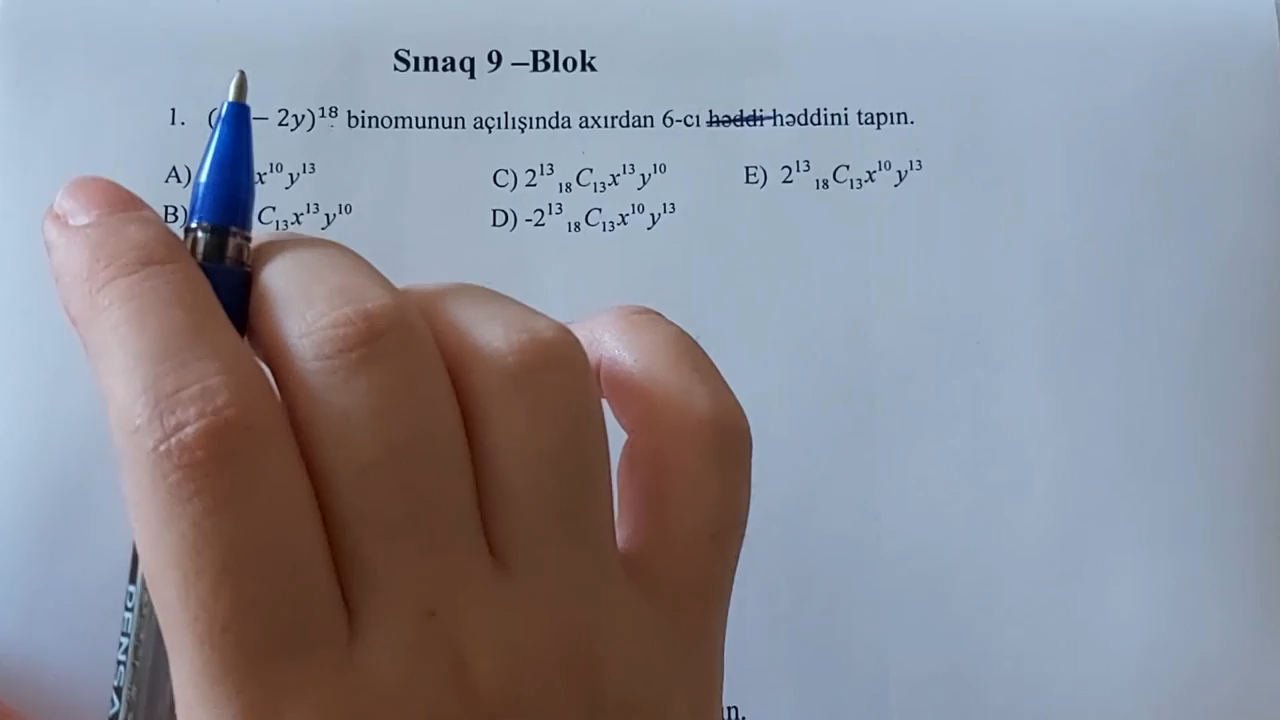 Sınaq 9 –Blok
1. ( – 2y)¹⁸ binomunun açılışında axırdan 6-cı həddi həddini tapın.
A) x¹⁰y¹³ C) 2¹³ ₁₈C₁₃x¹³y¹⁰ E) 2¹³ ₁₈C₁₃x¹⁰y¹³
B) C₁₃x¹³y¹⁰ D) -2¹³ ₁₈C₁₃x¹⁰y¹³
DENSA